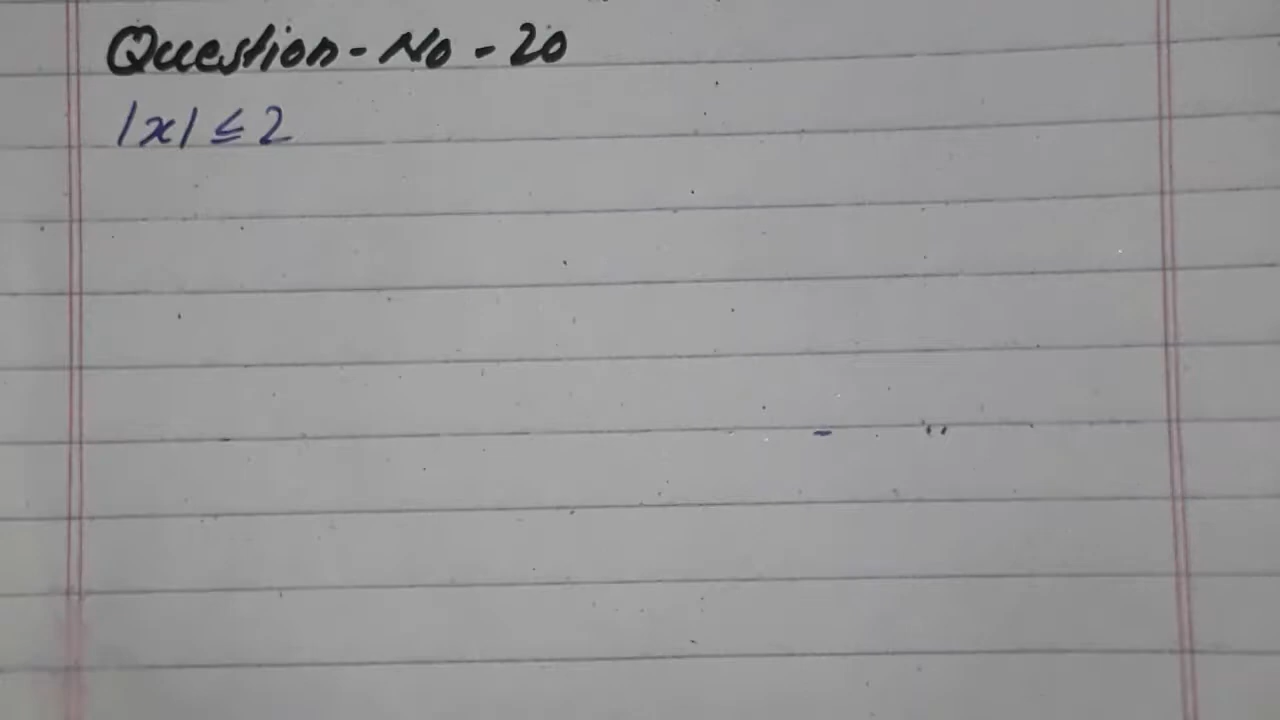 Question - No - 20
|x| ≤ 2